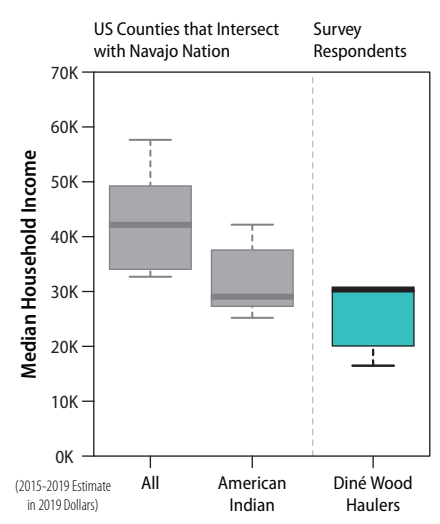 US Counties that Intersect
with Navajo Nation
Survey
Respondents
Median Household Income
70K
60K
50K
40K
30K
20K
10K
0K
(2015-2019 Estimate
in 2019 Dollars)
All
American
Indian
Diné Wood
Haulers